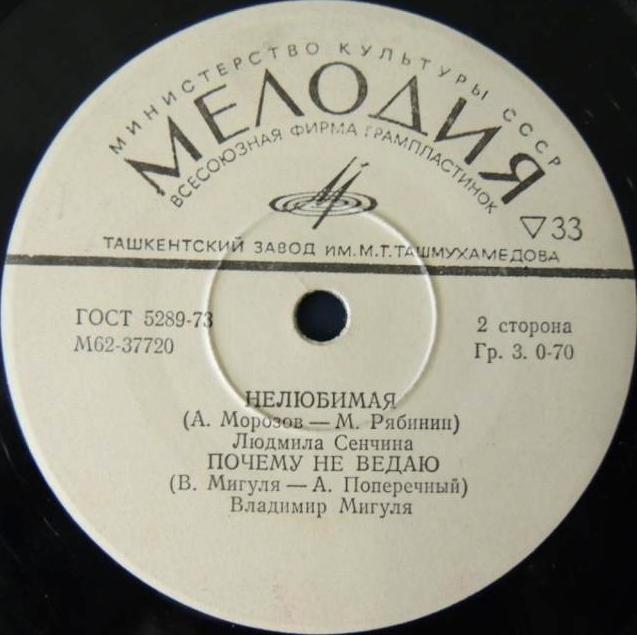 МИНИСТЕРСТВО КУЛЬТУРЫ СССР
МЕЛОДИЯ
ВСЕСОЮЗНАЯ ФИРМА ГРАМПЛАСТИНОК
▽33
ТАШКЕНТСКИЙ ЗАВОД ИМ. М. Т. ТАШМУХАМЕДОВА
ГОСТ 5289-73
М62-37720
2 сторона
Гр. 3. 0-70
НЕЛЮБИМАЯ
(А. Морозов — М. Рябинин)
Людмила Сенчина
ПОЧЕМУ НЕ ВЕДАЮ
(В. Мигуля — А. Поперечный)
Владимир Мигуля